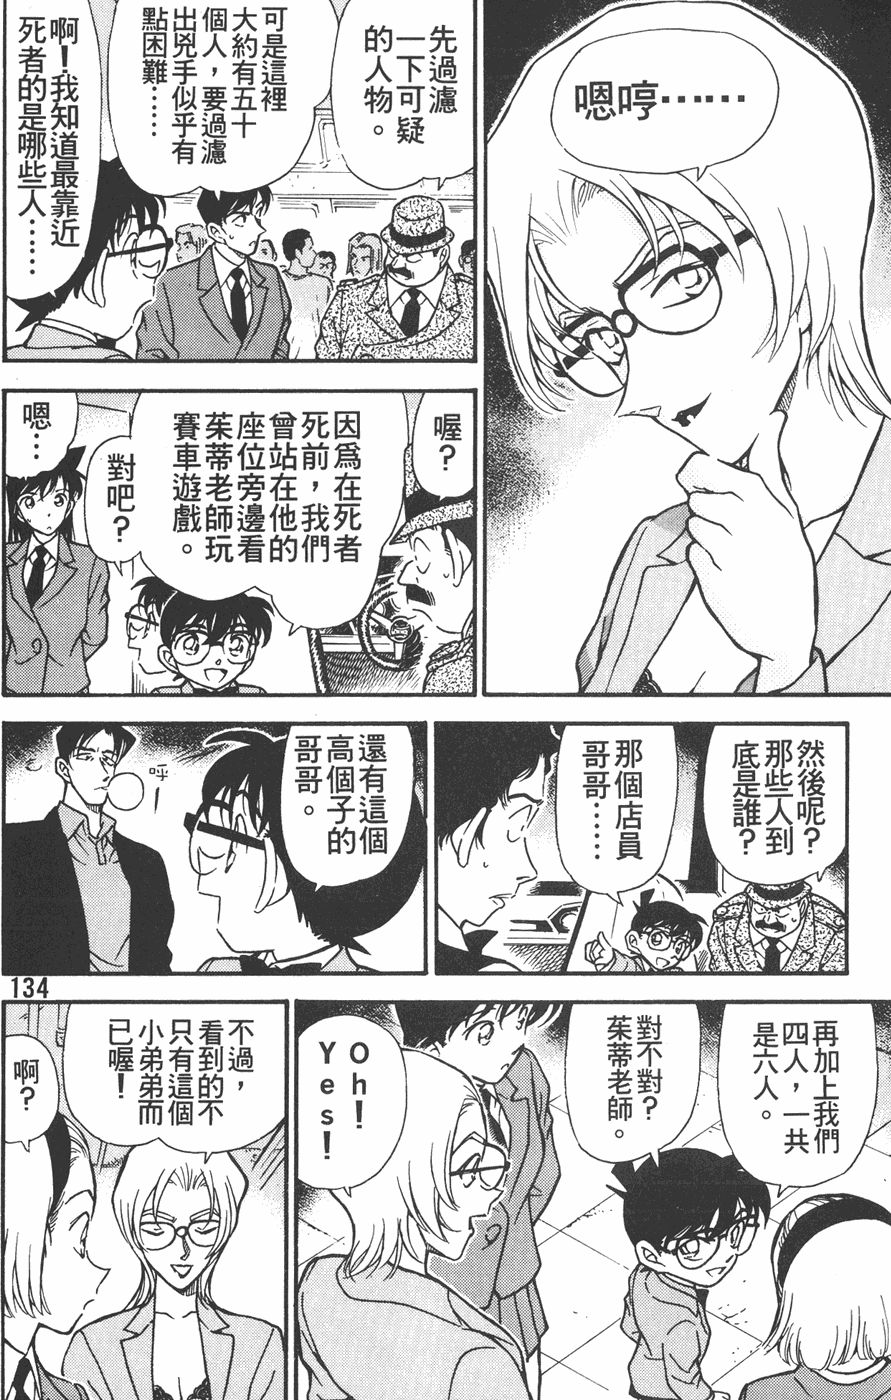 嗯哼……
先過濾
一下可疑
的人物。
可是這裡
大約有五十
個人，要過濾
出兇手似乎有
點困難……
啊！我知道最靠近
死者的是哪些人……
喔？
因爲在死者
死前，我們
曾站在他的
座位旁邊看
茱蒂老師玩
賽車遊戲。
對吧？
嗯…
然後呢？
那些人到
底是誰？
那個店員
哥哥……
還有這個
高個子的
哥哥。
呼－
134
再加上我們
四人，一共
是六人。
對不對？
茱蒂老師。
Oh！
Yes！
不過，
看到的不
只有這個
小弟弟而
已喔！
啊？